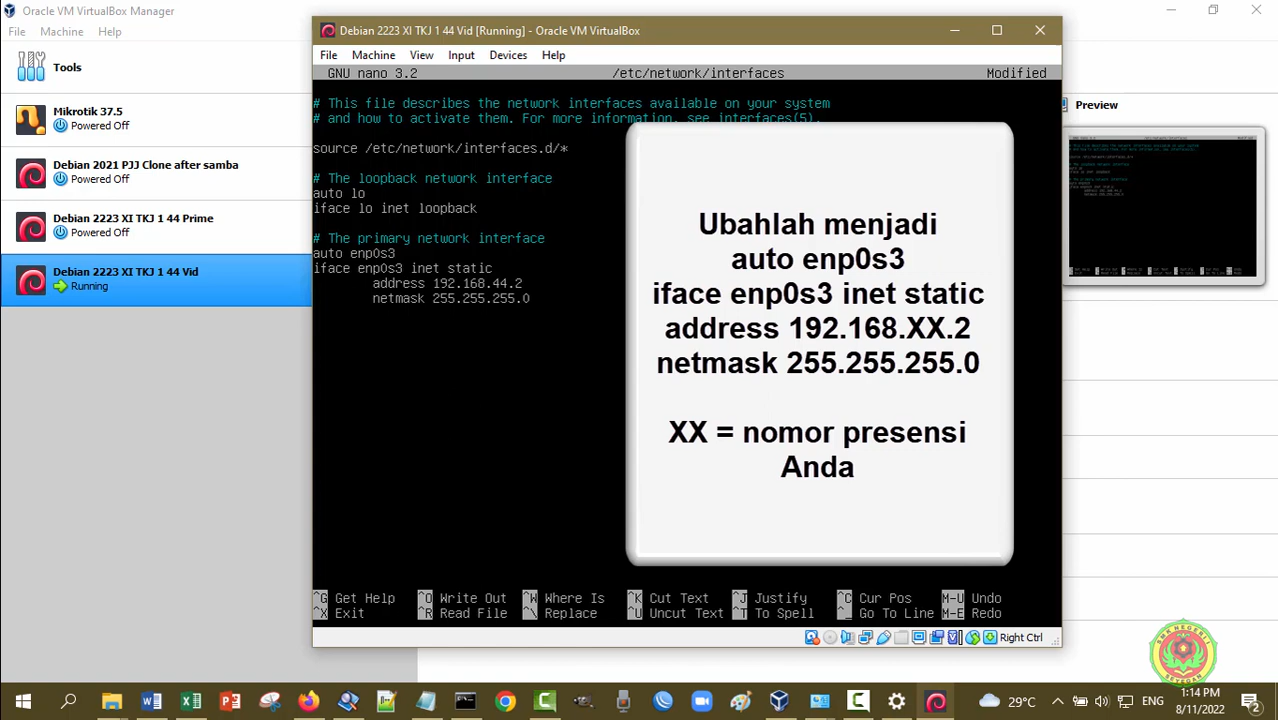 Oracle VM VirtualBox Manager
File Machine Help
Tools
Mikrotik 37.5
Powered Off
Debian 2021 PJJ Clone after samba
Powered Off
Debian 2223 XI TKJ 1 44 Prime
Powered Off
Debian 2223 XI TKJ 1 44 Vid
Running
Debian 2223 XI TKJ 1 44 Vid [Running] - Oracle VM VirtualBox
File Machine View Input Devices Help
GNU nano 3.2 /etc/network/interfaces Modified
# This file describes the network interfaces available on your system
# and how to activate them. For more information, see interfaces(5).
source /etc/network/interfaces.d/*
# The loopback network interface
auto lo
iface lo inet loopback
# The primary network interface
auto enp0s3
iface enp0s3 inet static
address 192.168.44.2
netmask 255.255.255.0
Ubahlah menjadi
auto enp0s3
iface enp0s3 inet static
address 192.168.XX.2
netmask 255.255.255.0
XX = nomor presensi
Anda
^G Get Help ^O Write Out ^W Where Is ^K Cut Text ^J Justify ^C Cur Pos M-U Undo
^X Exit ^R Read File ^\ Replace ^U Uncut Text ^T To Spell ^_ Go To Line M-E Redo
Right Ctrl
Preview
29°C ENG
1:14 PM
8/11/2022
2